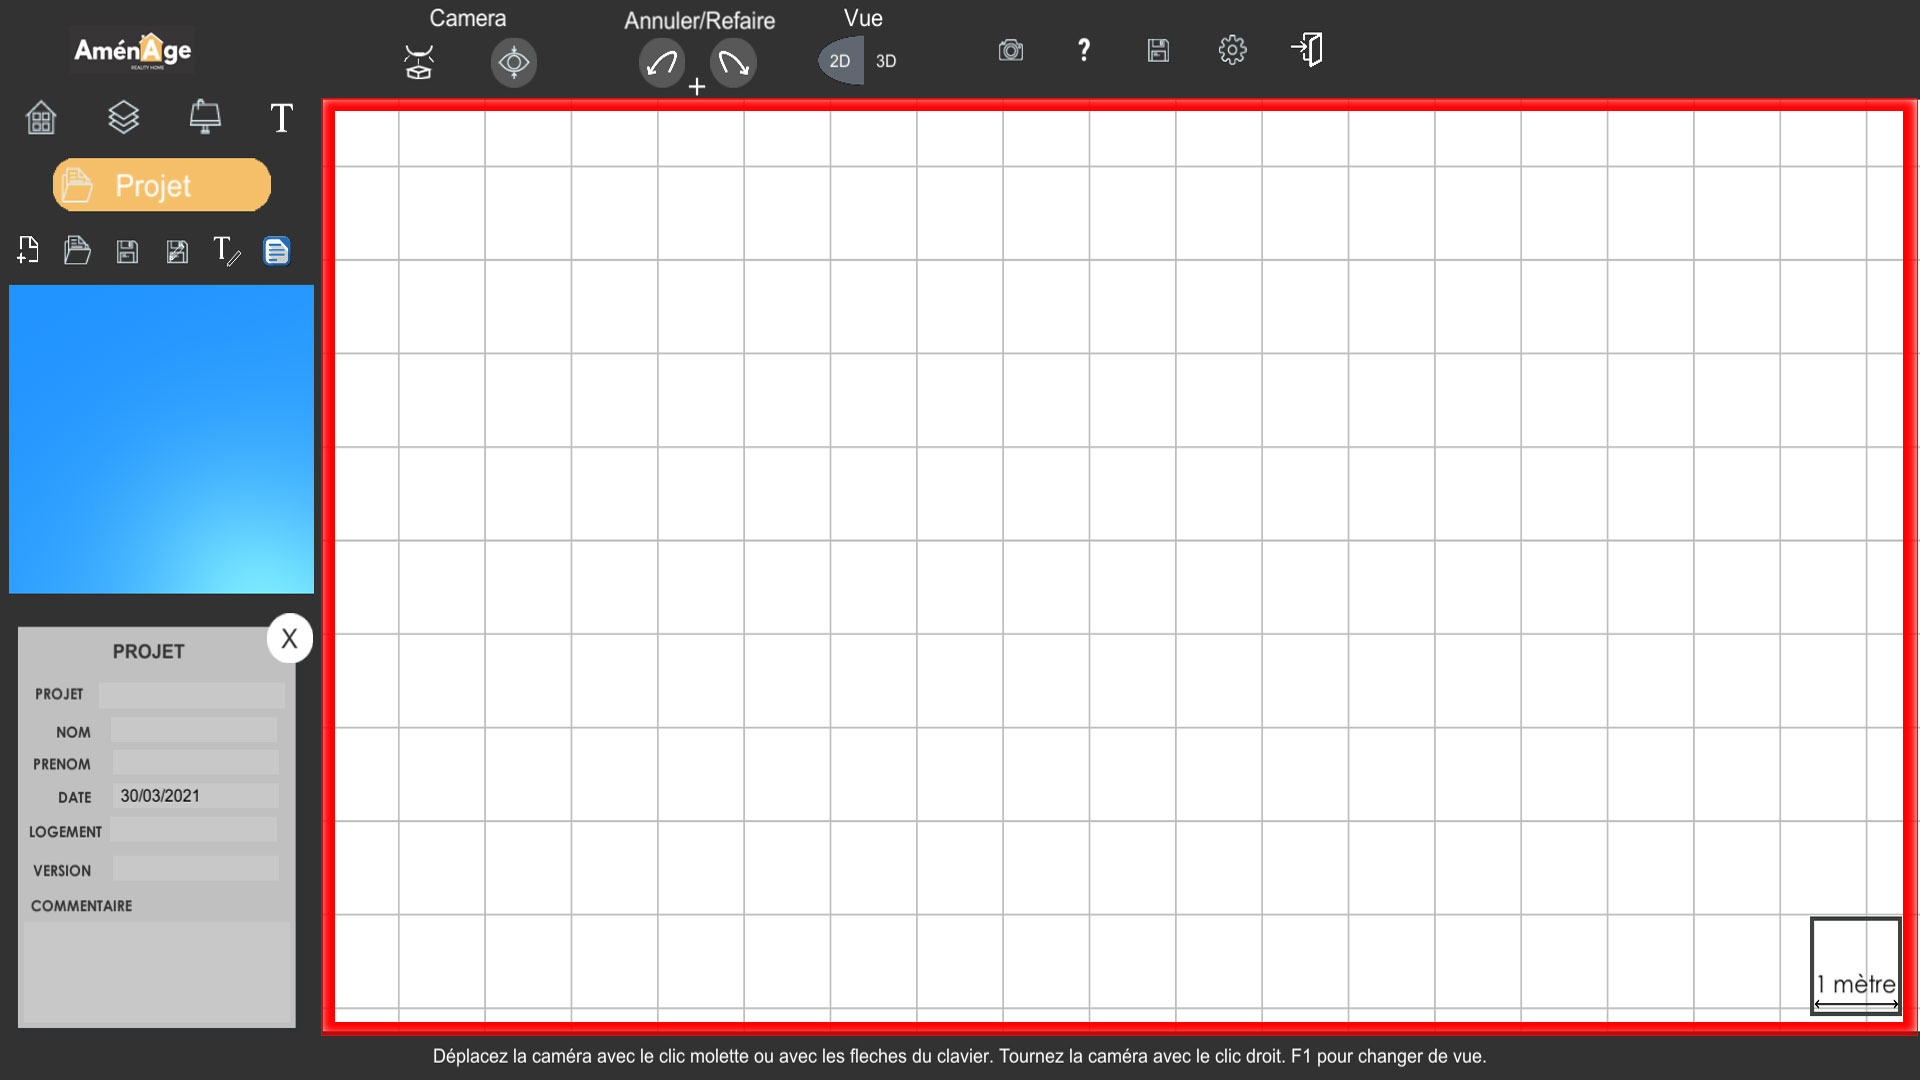 Camera
Annuler/Refaire
Vue
AménAge
REALITY HOME
2D
3D
?
T
Projet
T
X
PROJET
PROJET
NOM
PRENOM
DATE 30/03/2021
LOGEMENT
VERSION
COMMENTAIRE
1 mètre
Déplacez la caméra avec le clic molette ou avec les fleches du clavier. Tournez la caméra avec le clic droit. F1 pour changer de vue.